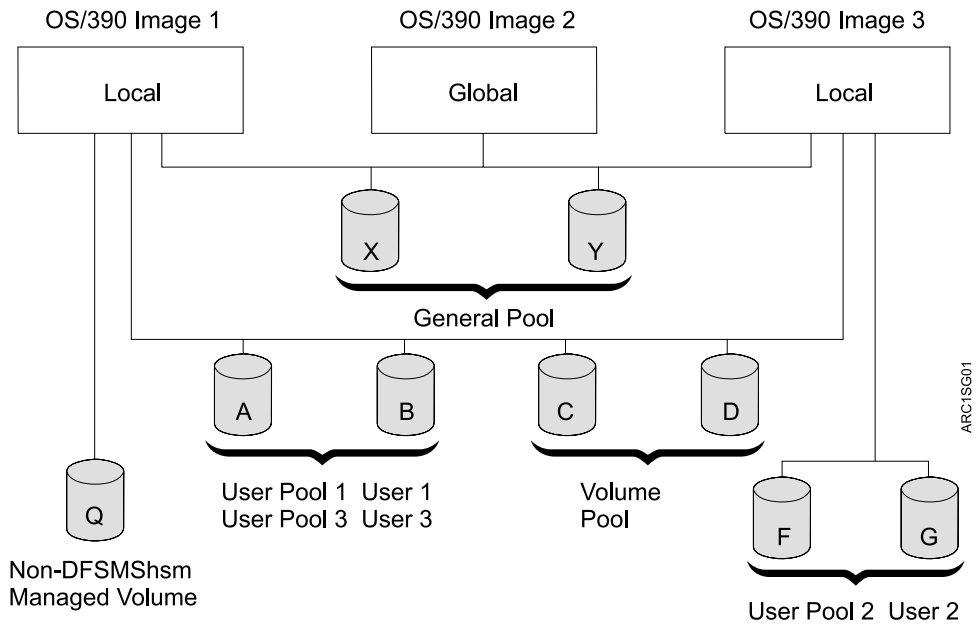 OS/390 Image 1
OS/390 Image 2
OS/390 Image 3
Local
Global
Local
X
Y
General Pool
A
B
C
D
ARC1SG01
User Pool 1 User 1
User Pool 3 User 3
Volume
Pool
Q
F
G
Non-DFSMShsm
Managed Volume
User Pool 2 User 2